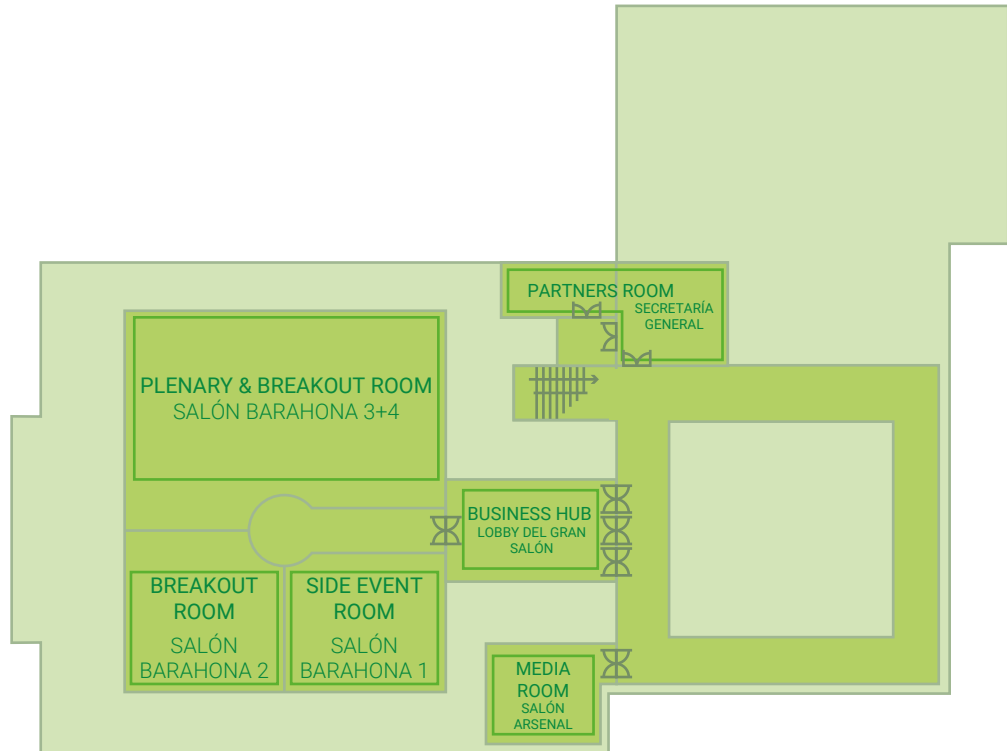 PARTNERS ROOM
SECRETARÍA
GENERAL
PLENARY & BREAKOUT ROOM
SALÓN BARAHONA 3+4
BUSINESS HUB
LOBBY DEL GRAN
SALÓN
BREAKOUT
ROOM
SALÓN
BARAHONA 2
SIDE EVENT
ROOM
SALÓN
BARAHONA 1
MEDIA
ROOM
SALÓN
ARSENAL